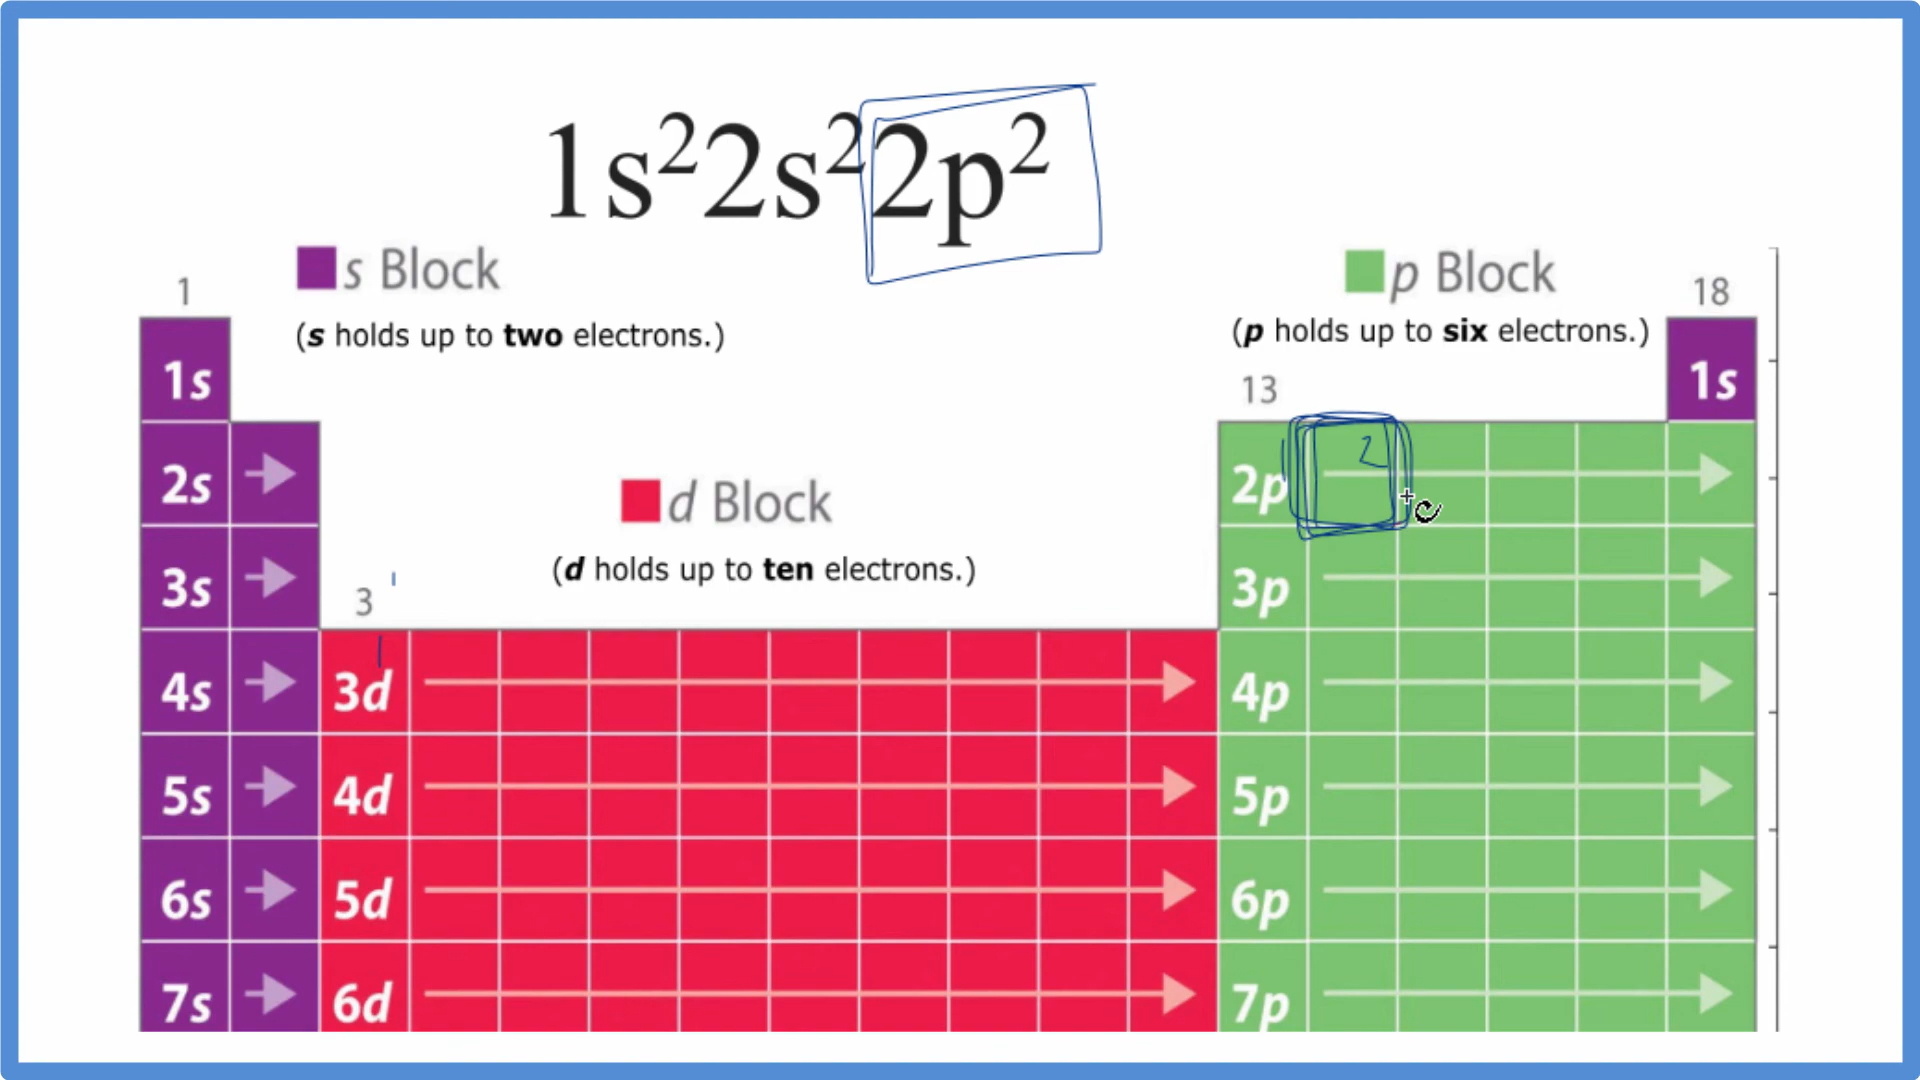 1s²2s²2p²
s Block
p Block
1
18
(s holds up to two electrons.)
(p holds up to six electrons.)
1s
13
1s
2s
2p
2
d Block
3s
(d holds up to ten electrons.)
3p
3
4s
3d
4p
5s
4d
5p
6s
5d
6p
7s
6d
7p